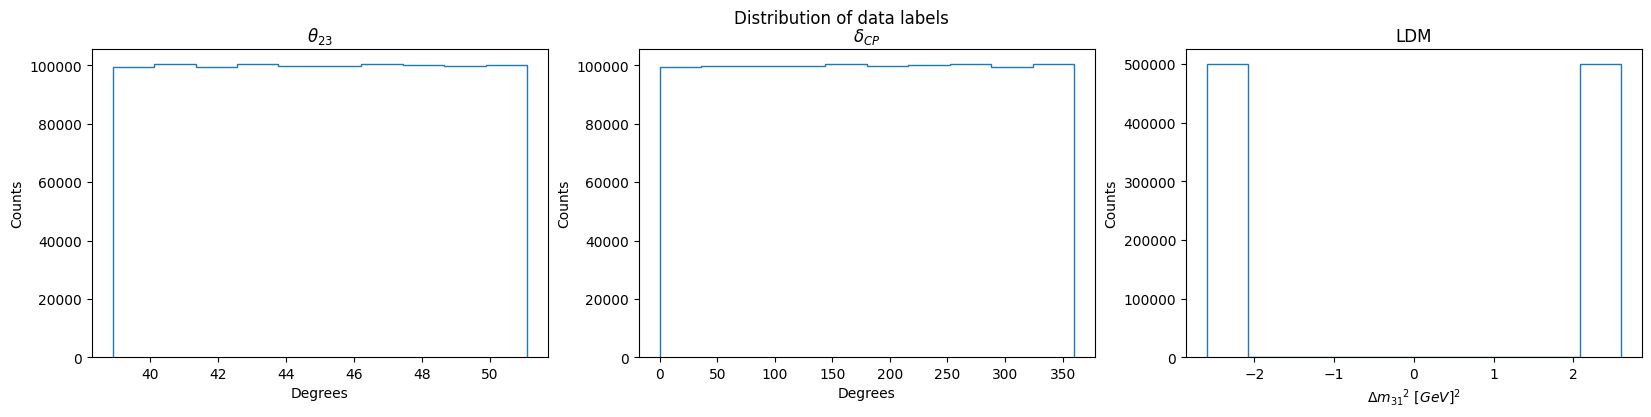 Distribution of data labels
θ₂₃
Counts
100000
80000
60000
40000
20000
0
40 42 44 46 48 50
Degrees
δ_CP
Counts
100000
80000
60000
40000
20000
0
0 50 100 150 200 250 300 350
Degrees
LDM
Counts
500000
400000
300000
200000
100000
0
−2 −1 0 1 2
Δm₃₁² [GeV]²